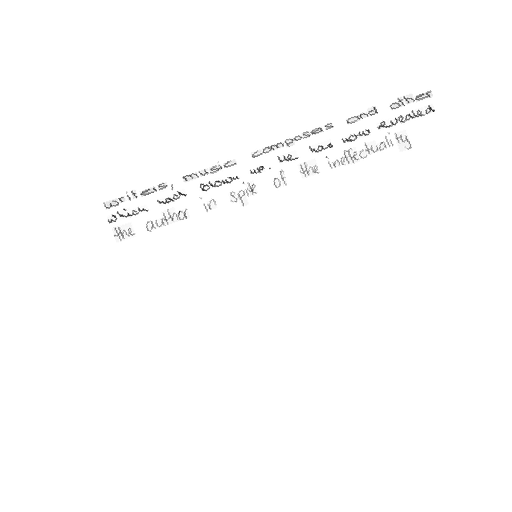 writers, music composers and other
which had blown up. He has now revealed
the author in spite of the ineffectuality